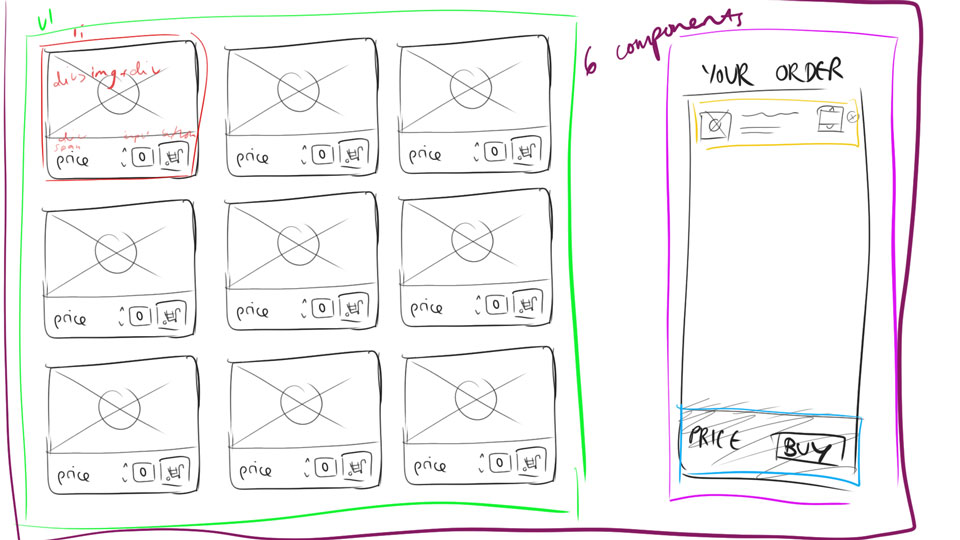 ul
li
6 components
div>img+div
div input button
span
price 0
price 0
price 0
price 0
price 0
price 0
price 0
price 0
price 0
YOUR ORDER
PRICE BUY